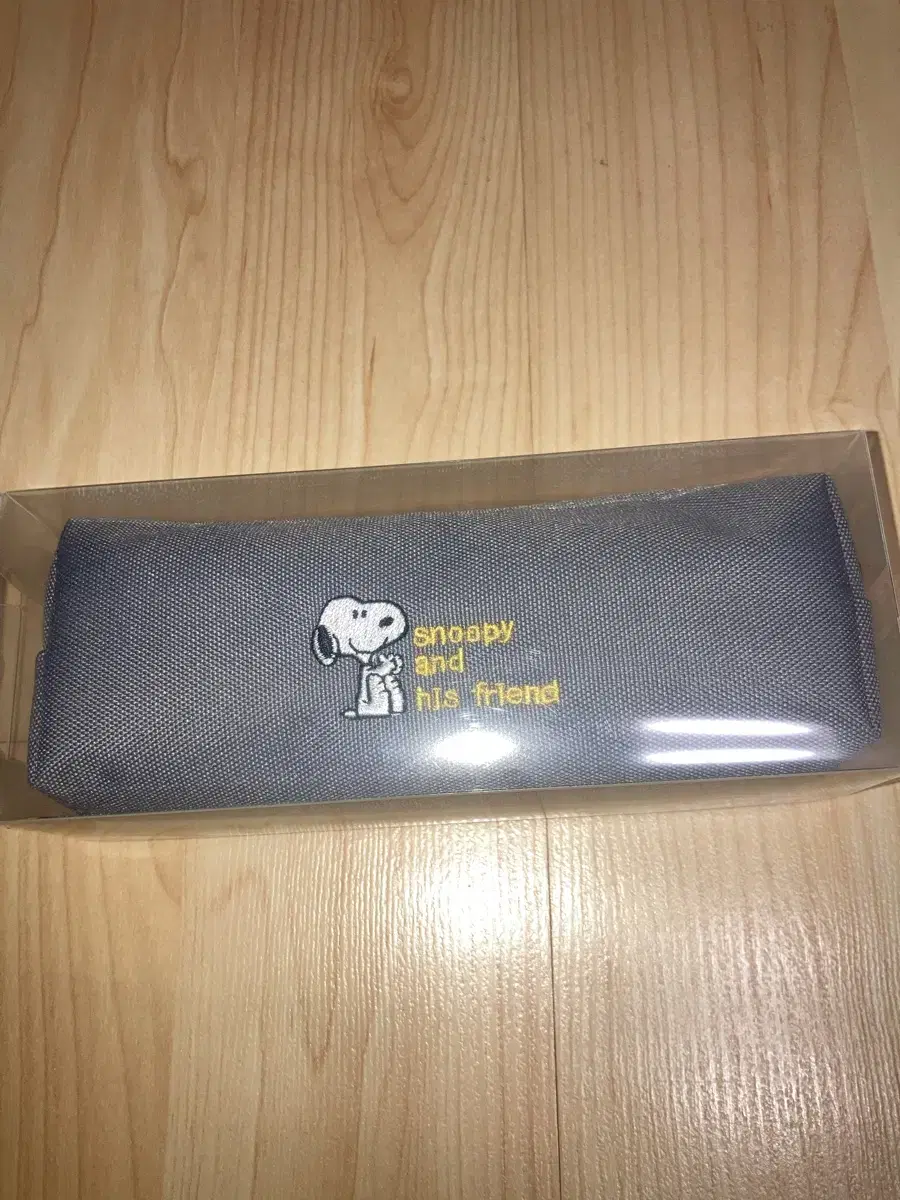 snoopy
and
his friend